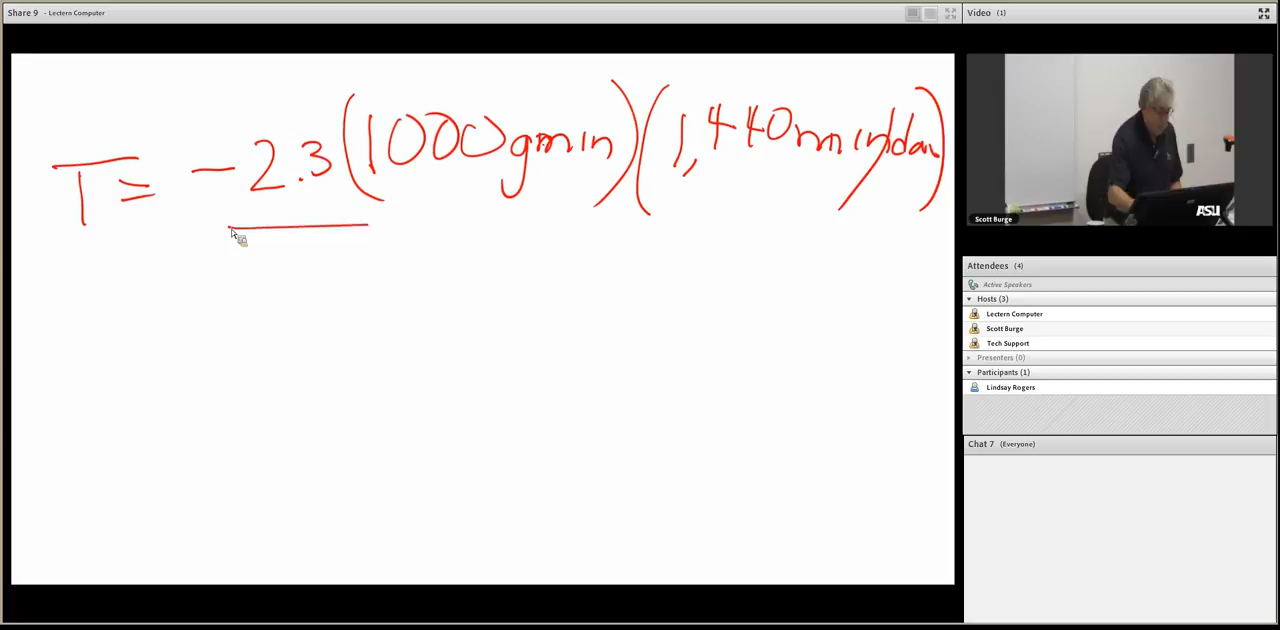 Share 9 - Lectern Computer
Video (1)
T = -2.3 (1000gmin) (1,440min/day)
ASU
Scott Burge
Attendees (4)
Active Speakers
Hosts (3)
Lectern Computer
Scott Burge
Tech Support
Presenters (0)
Participants (1)
Lindsay Rogers
Chat 7 (Everyone)